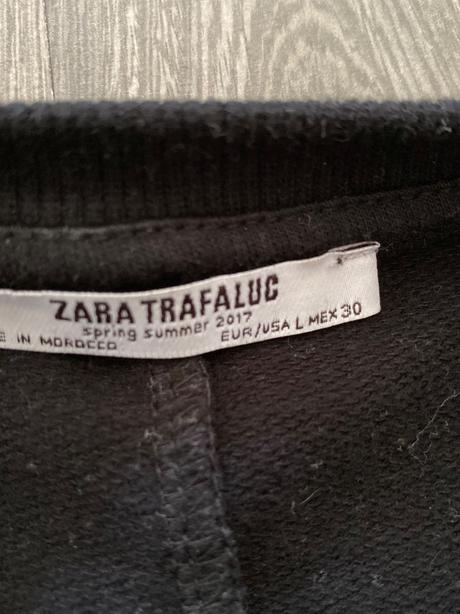 ZARA TRAFALUC
spring summer 2017
E IN MOROCCO EUR/USA L MEX 30